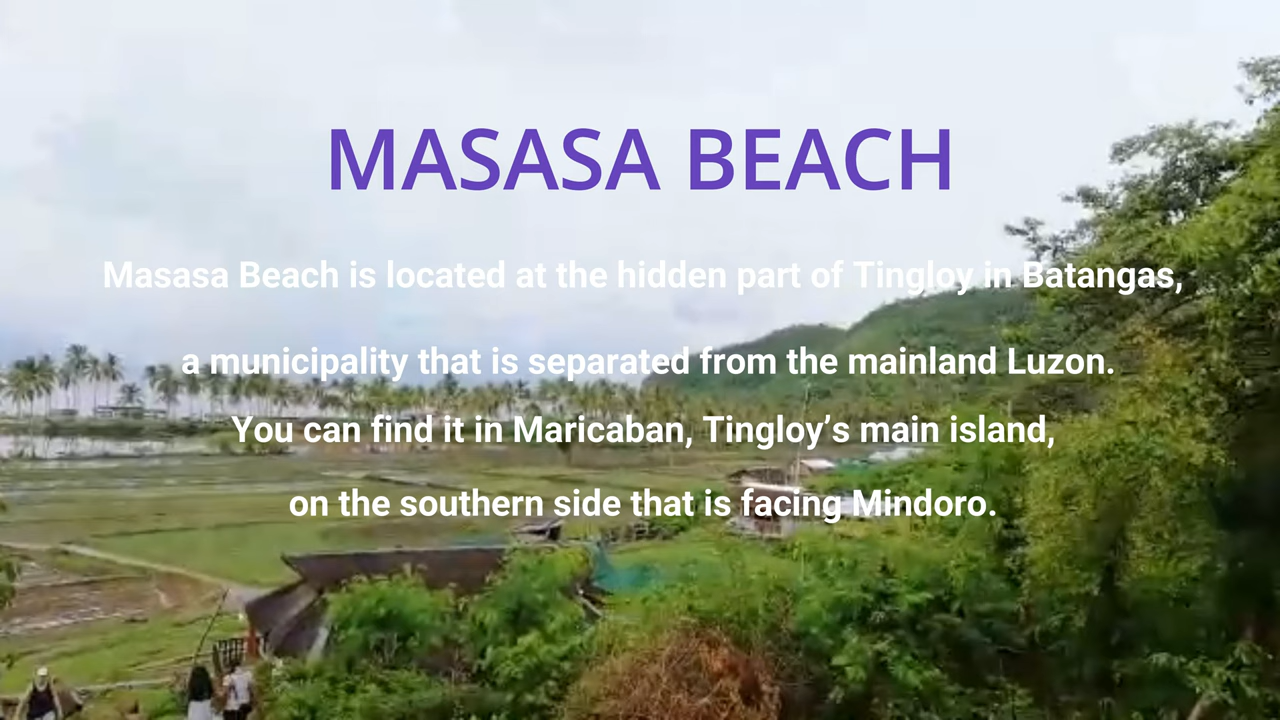 MASASA BEACH
Masasa Beach is located at the hidden part of Tingloy in Batangas,
a municipality that is separated from the mainland Luzon.
You can find it in Maricaban, Tingloy’s main island,
on the southern side that is facing Mindoro.